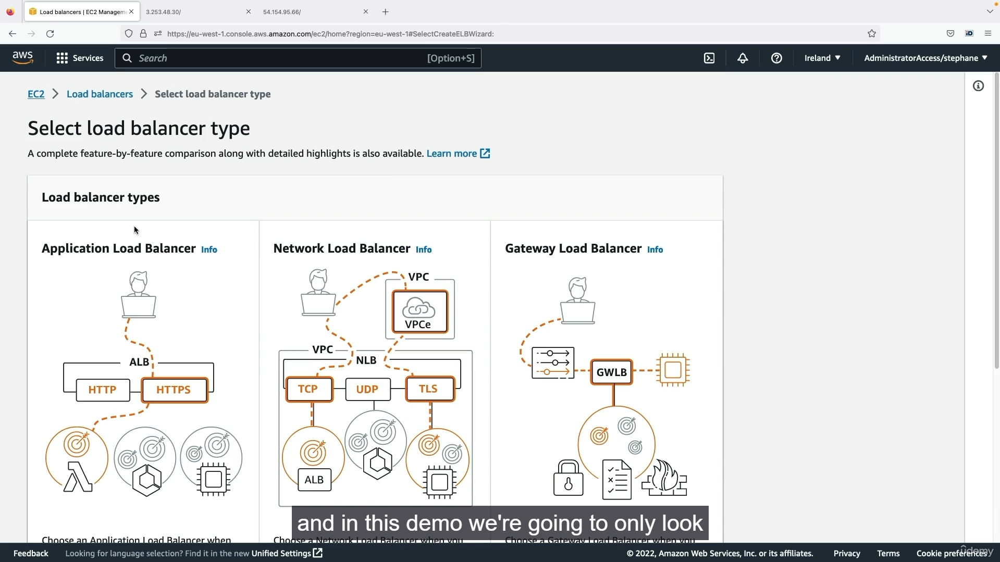 Load balancers | EC2 Managem
3.253.48.30/
54.154.95.66/
https://eu-west-1.console.aws.amazon.com/ec2/home?region=eu-west-1#SelectCreateELBWizard:
iD
aws
Services
Search
[Option+S]
Ireland
AdministratorAccess/stephane
EC2
Load balancers
Select load balancer type
Select load balancer type
A complete feature-by-feature comparison along with detailed highlights is also available. Learn more
Load balancer types
Application Load Balancer Info
Network Load Balancer Info
Gateway Load Balancer Info
VPC
VPCe
VPC
ALB
NLB
GWLB
HTTP
HTTPS
TCP
UDP
TLS
ALB
and in this demo we're going to only look
Choose an Application Load Balancer when
Choose a Network Load Balancer when you
Choose a Gateway Load Balancer when you
Feedback
Looking for language selection? Find it in the new Unified Settings
© 2022, Amazon Web Services, Inc. or its affiliates.
Privacy
Terms
Cookie preferences
ûdemy